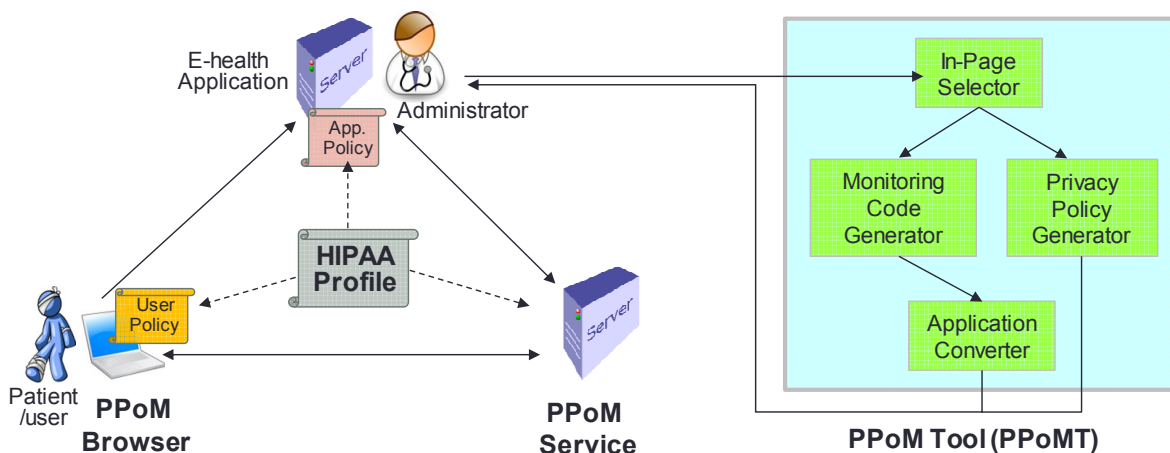 E-health
Application
Server
Administrator
App.
Policy
HIPAA
Profile
User
Policy
Patient
/user
PPoM
Browser
Server
PPoM
Service
In-Page
Selector
Monitoring
Code
Generator
Privacy
Policy
Generator
Application
Converter
PPoM Tool (PPoMT)